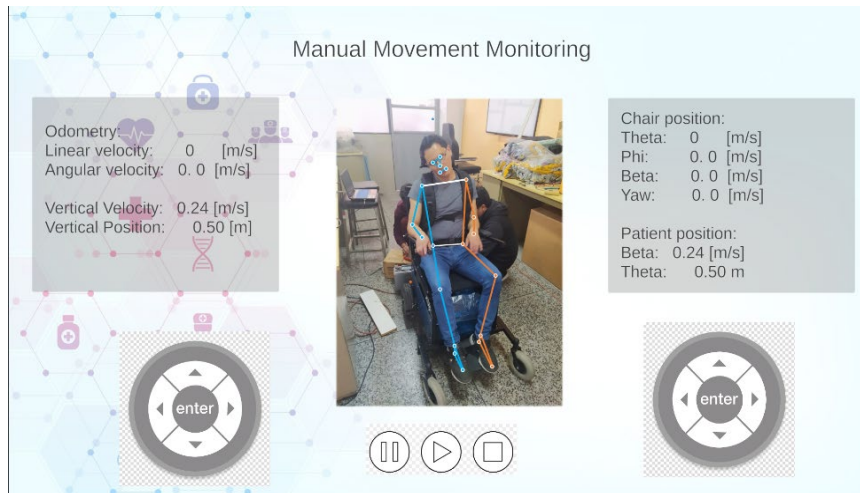 Manual Movement Monitoring
Odometry:
Linear velocity: 0 [m/s]
Angular velocity: 0. 0 [m/s]
Vertical Velocity: 0.24 [m/s]
Vertical Position: 0.50 [m]
Chair position:
Theta: 0 [m/s]
Phi: 0. 0 [m/s]
Beta: 0. 0 [m/s]
Yaw: 0. 0 [m/s]
Patient position:
Beta: 0.24 [m/s]
Theta: 0.50 m
enter
enter